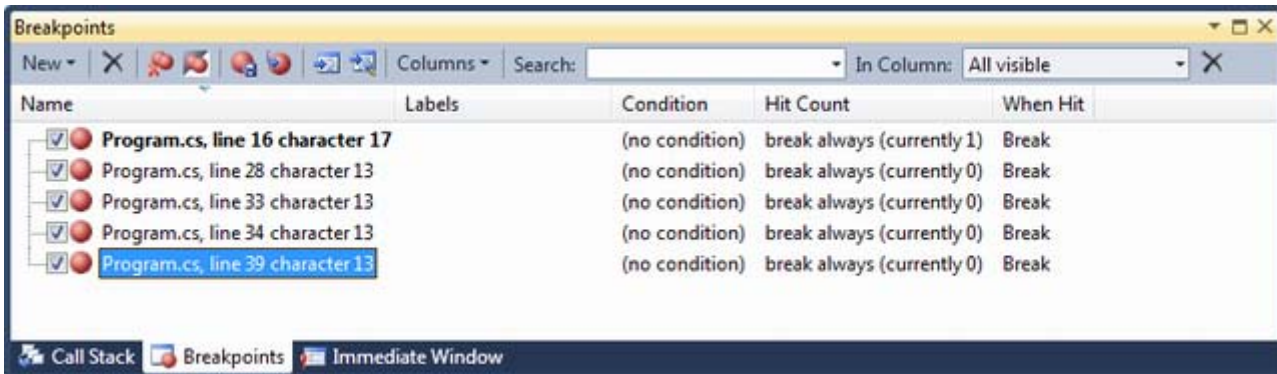 Breakpoints
New Columns Search: In Column: All visible
Name Labels Condition Hit Count When Hit
Program.cs, line 16 character 17 (no condition) break always (currently 1) Break
Program.cs, line 28 character 13 (no condition) break always (currently 0) Break
Program.cs, line 33 character 13 (no condition) break always (currently 0) Break
Program.cs, line 34 character 13 (no condition) break always (currently 0) Break
Program.cs, line 39 character 13 (no condition) break always (currently 0) Break
Call Stack Breakpoints Immediate Window